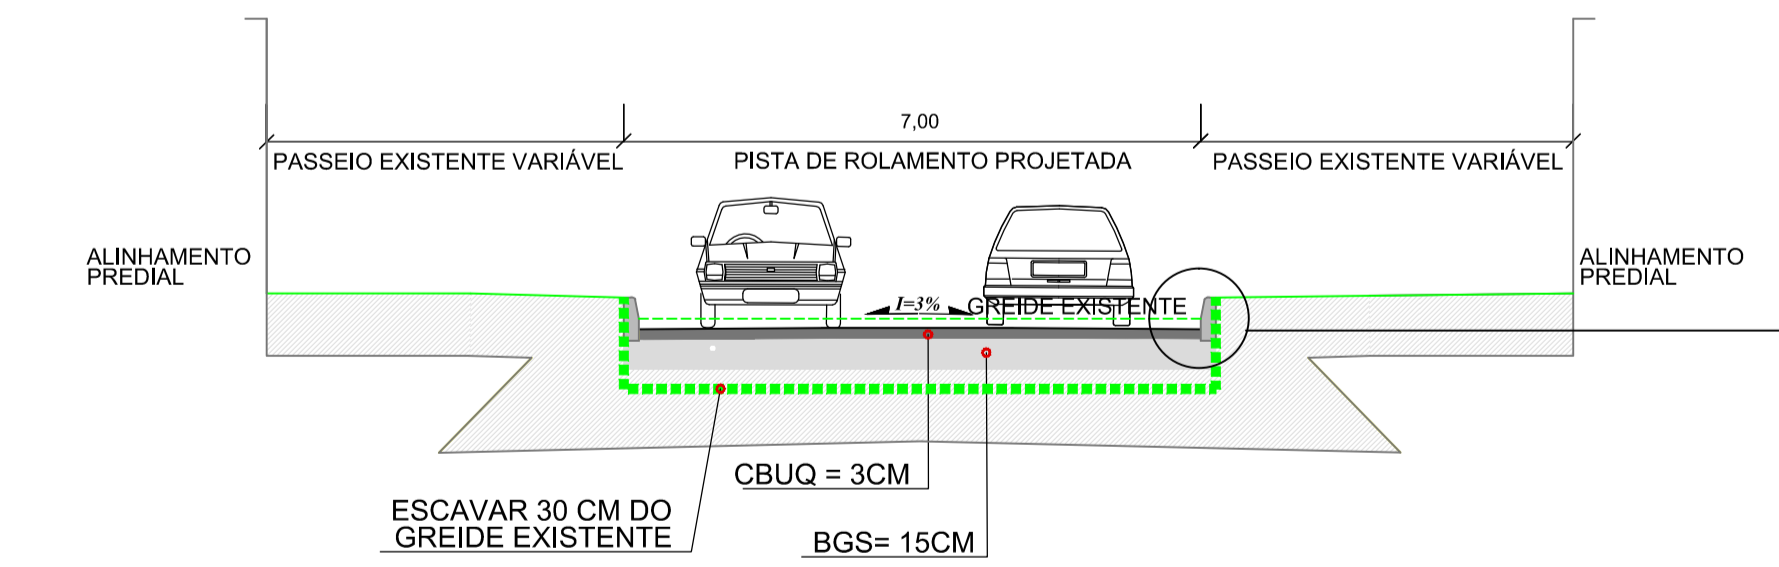 7,00
PASSEIO EXISTENTE VARIÁVEL
PISTA DE ROLAMENTO PROJETADA
PASSEIO EXISTENTE VARIÁVEL
ALINHAMENTO
PREDIAL
ALINHAMENTO
PREDIAL
I=3%
GREIDE EXISTENTE
CBUQ = 3CM
ESCAVAR 30 CM DO
GREIDE EXISTENTE
BGS= 15CM